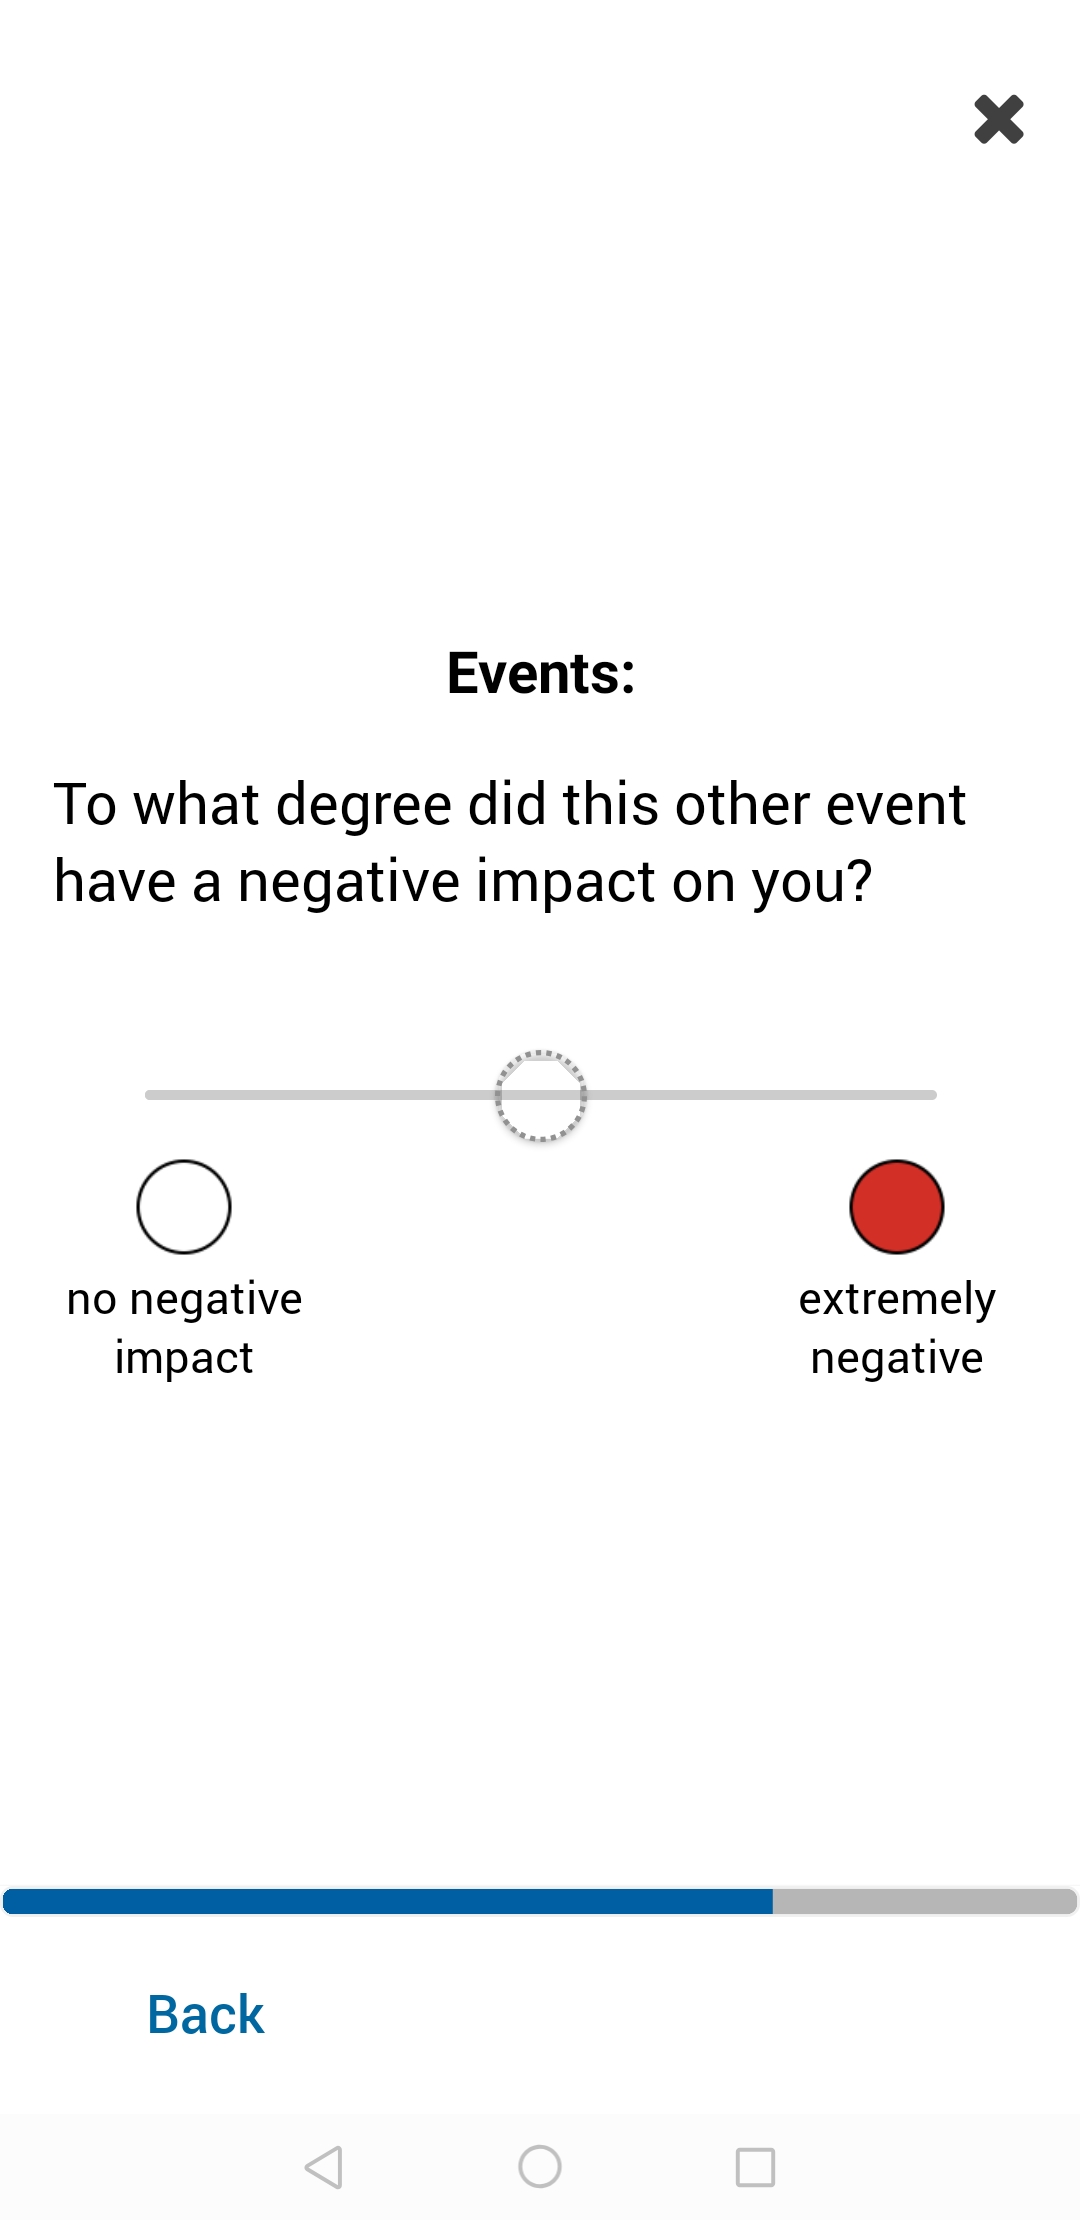 Events:
To what degree did this other event
have a negative impact on you?
no negative
impact
extremely
negative
Back